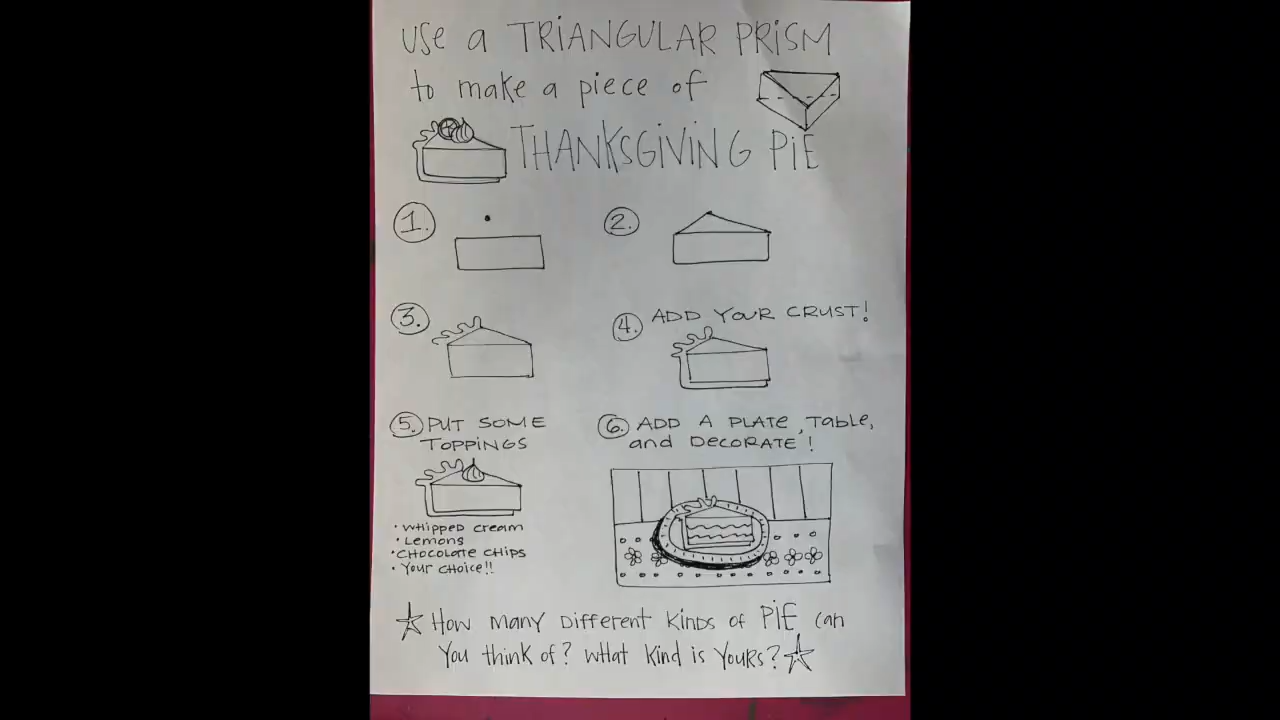 Use a TRIANGULAR PRISM
to make a piece of
THANKSGIVING PIE
1.
2.
3.
4. ADD YOUR CRUST!
5. PUT SOME
TOPPINGS
• WHIPPED CREAM
• LEMONS
• CHOCOLATE CHIPS
• YOUR CHOICE!!
6. ADD A PLATE, Table,
and DECORATE!
☆ How many Different Kinds of PIE can
You think of? What Kind is Yours? ☆